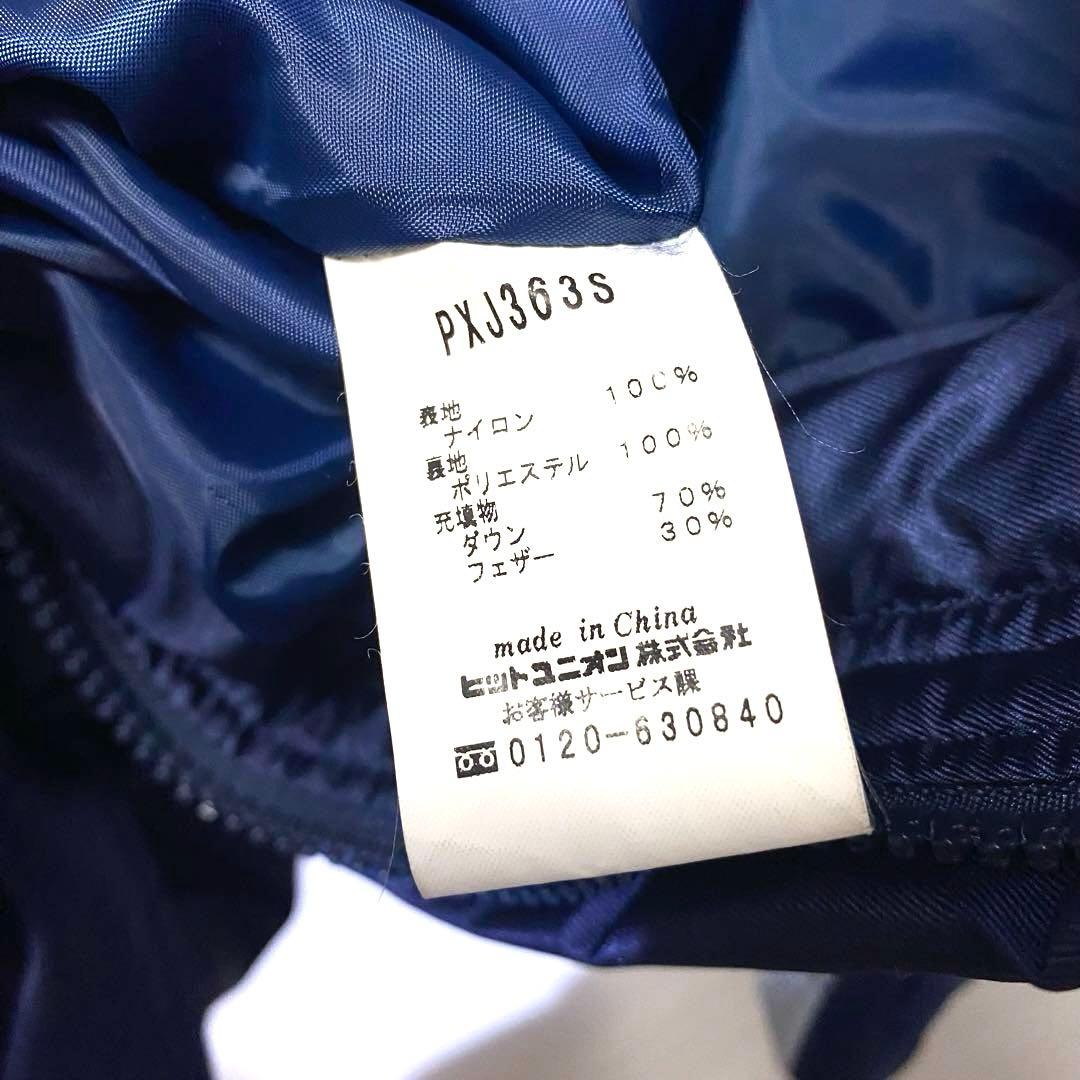 PXJ363S
表地
ナイロン 100%
裏地
ポリエステル 100%
充填物
ダウン 70%
フェザー 30%
made in China
ヒットユニオン株式会社
お客様サービス課
0120-630840